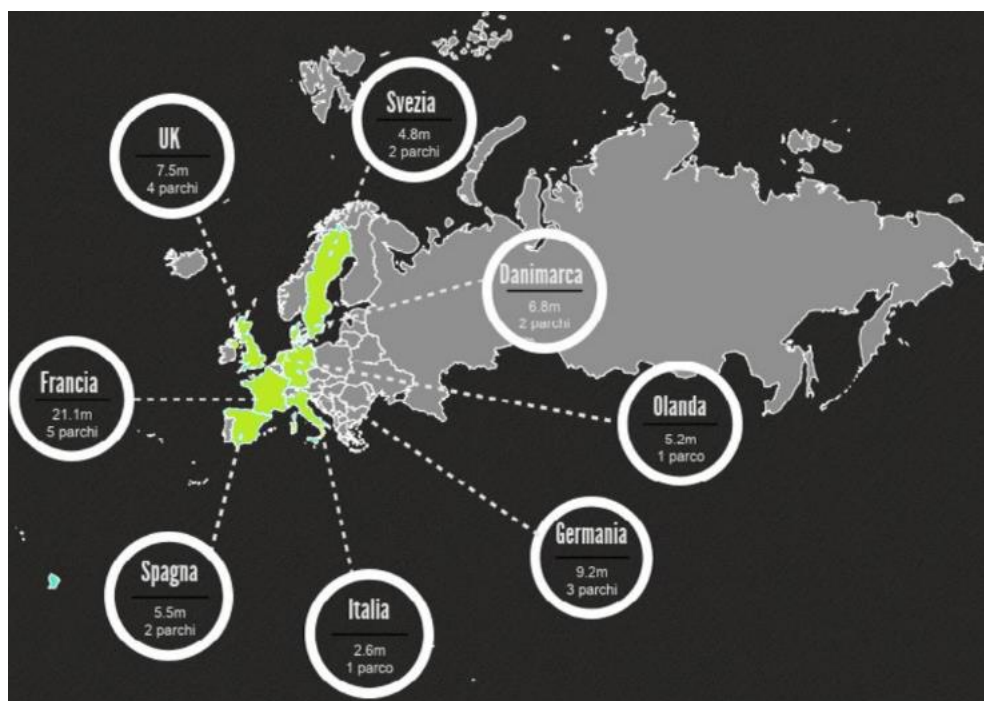 Svezia
4.8m
2 parchi
UK
7.5m
4 parchi
Danimarca
6.8m
2 parchi
Francia
21.1m
5 parchi
Olanda
5.2m
1 parco
Germania
9.2m
3 parchi
Spagna
5.5m
2 parchi
Italia
2.6m
1 parco